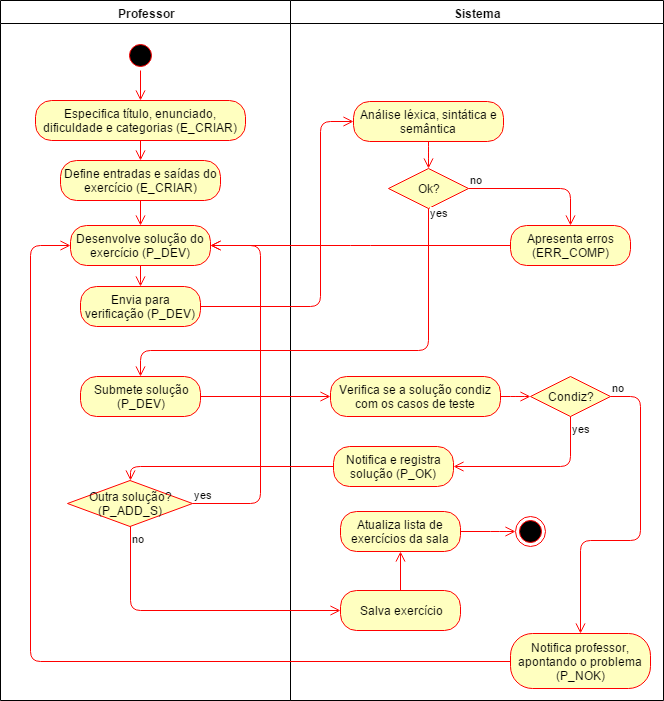 Professor
Sistema
Especifica título, enunciado,
dificuldade e categorias (E_CRIAR)
Análise léxica, sintática e
semântica
Define entradas e saídas do
exercício (E_CRIAR)
Ok?
no
yes
Desenvolve solução do
exercício (P_DEV)
Apresenta erros
(ERR_COMP)
Envia para
verificação (P_DEV)
Submete solução
(P_DEV)
Verifica se a solução condiz
com os casos de teste
Condiz?
no
yes
Notifica e registra
solução (P_OK)
Outra solução?
(P_ADD_S)
yes
no
Atualiza lista de
exercícios da sala
Salva exercício
Notifica professor,
apontando o problema
(P_NOK)